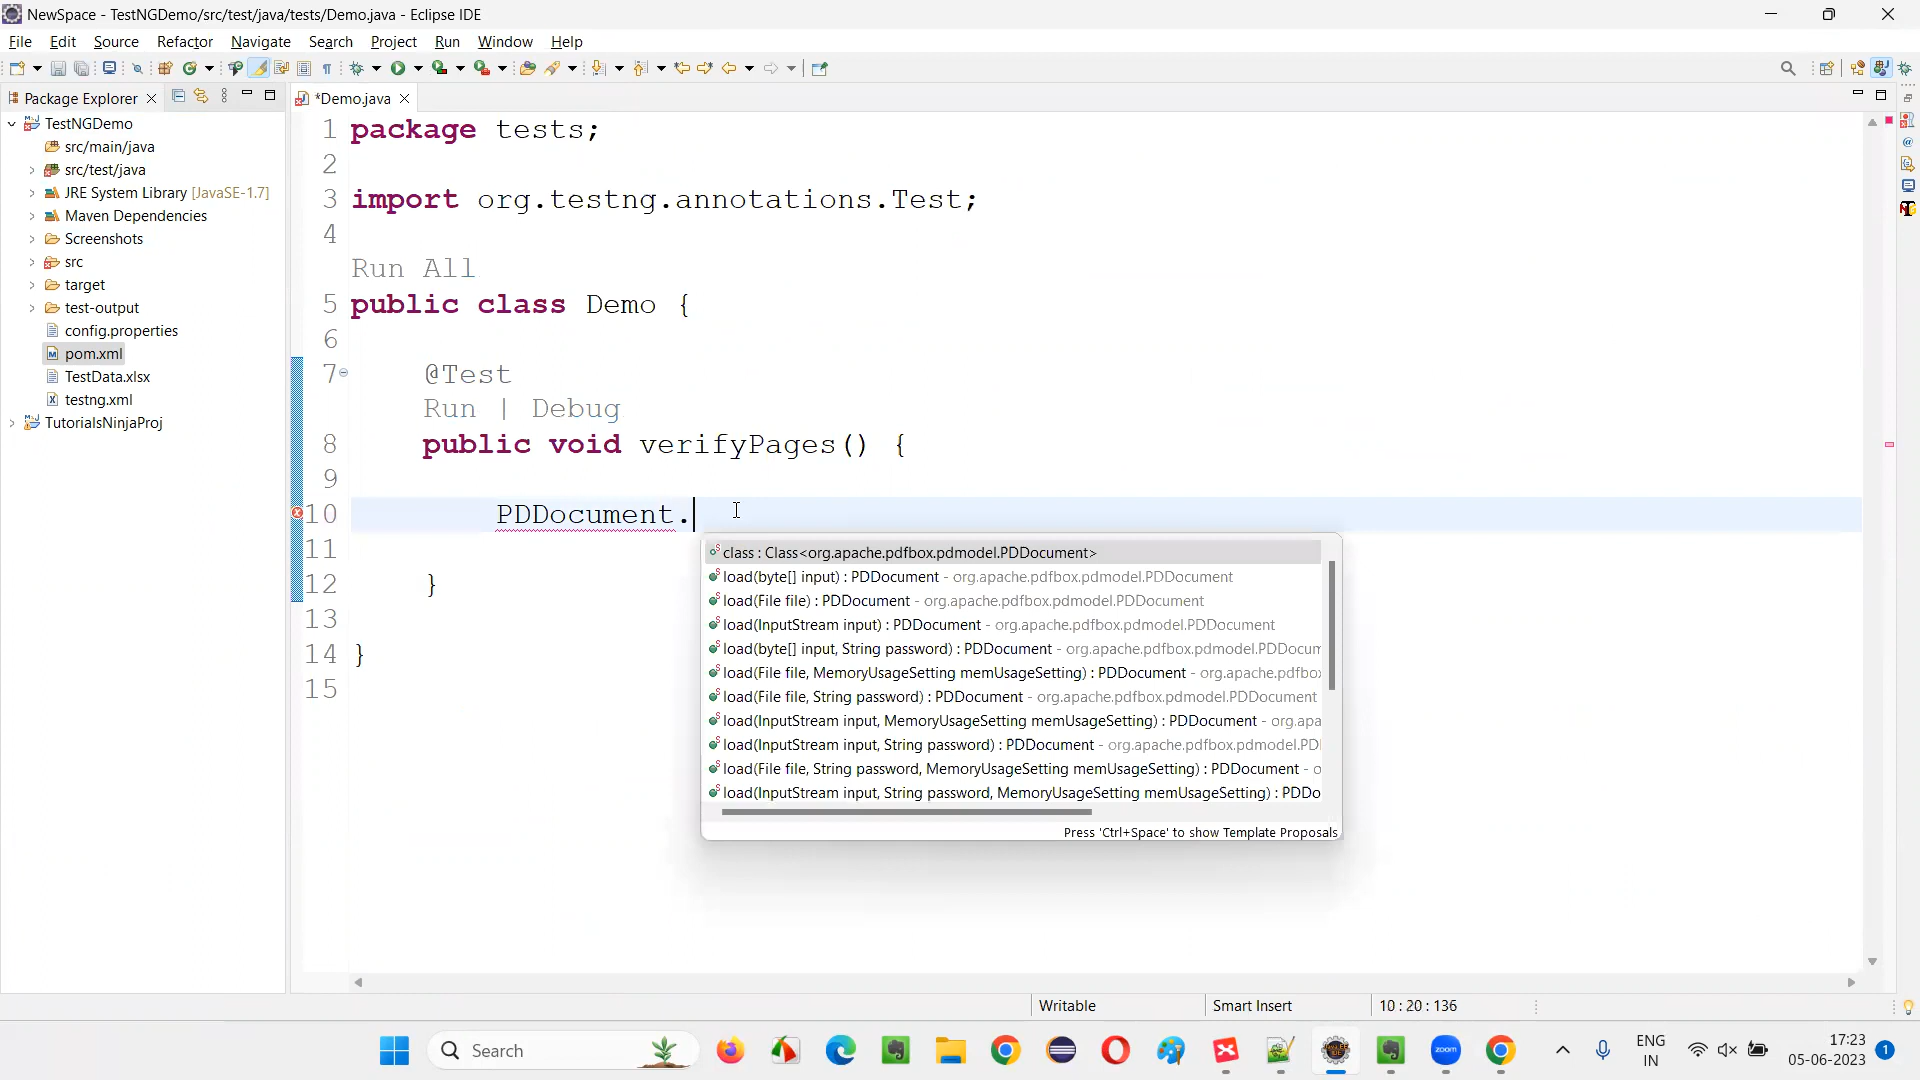 NewSpace - TestNGDemo/src/test/java/tests/Demo.java - Eclipse IDE
File Edit Source Refactor Navigate Search Project Run Window Help
Package Explorer
*Demo.java
TestNGDemo
src/main/java
src/test/java
JRE System Library [JavaSE-1.7]
Maven Dependencies
Screenshots
src
target
test-output
config.properties
pom.xml
TestData.xlsx
testng.xml
TutorialsNinjaProj
1 package tests;
2
3 import org.testng.annotations.Test;
4
Run All
5 public class Demo {
6
7 @Test
Run | Debug
8 public void verifyPages() {
9
10 PDDocument.
11
12 }
13
14 }
15
class : Class<org.apache.pdfbox.pdmodel.PDDocument>
load(byte[] input) : PDDocument - org.apache.pdfbox.pdmodel.PDDocument
load(File file) : PDDocument - org.apache.pdfbox.pdmodel.PDDocument
load(InputStream input) : PDDocument - org.apache.pdfbox.pdmodel.PDDocument
load(byte[] input, String password) : PDDocument - org.apache.pdfbox.pdmodel.PDDocum
load(File file, MemoryUsageSetting memUsageSetting) : PDDocument - org.apache.pdfbox
load(File file, String password) : PDDocument - org.apache.pdfbox.pdmodel.PDDocument
load(InputStream input, MemoryUsageSetting memUsageSetting) : PDDocument - org.apa
load(InputStream input, String password) : PDDocument - org.apache.pdfbox.pdmodel.PD
load(File file, String password, MemoryUsageSetting memUsageSetting) : PDDocument - o
load(InputStream input, String password, MemoryUsageSetting memUsageSetting) : PDDo
Press 'Ctrl+Space' to show Template Proposals
Writable Smart Insert 10 : 20 : 136
Search
zoom
ENG
IN
17:23
05-06-2023
1